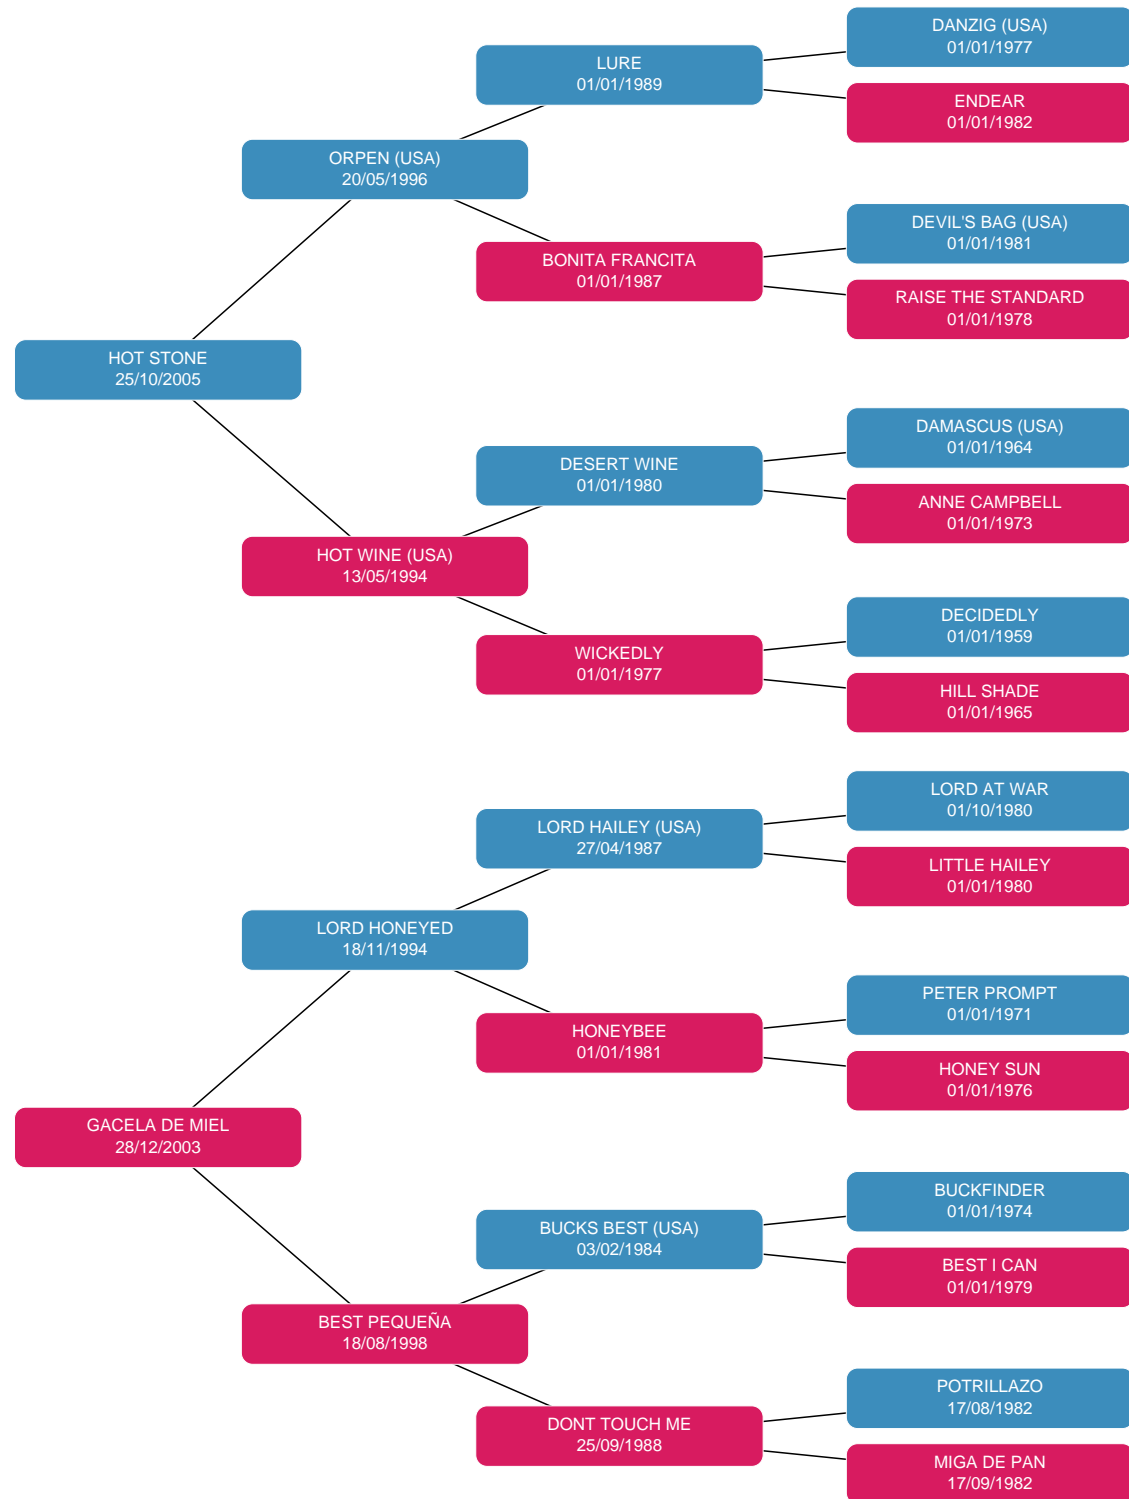 DANZIG (USA)
01/01/1977
LURE
01/01/1989
ENDEAR
01/01/1982
ORPEN (USA)
20/05/1996
DEVIL'S BAG (USA)
01/01/1981
BONITA FRANCITA
01/01/1987
RAISE THE STANDARD
01/01/1978
HOT STONE
25/10/2005
DAMASCUS (USA)
01/01/1964
DESERT WINE
01/01/1980
ANNE CAMPBELL
01/01/1973
HOT WINE (USA)
13/05/1994
DECIDEDLY
01/01/1959
WICKEDLY
01/01/1977
HILL SHADE
01/01/1965
LORD AT WAR
01/10/1980
LORD HAILEY (USA)
27/04/1987
LITTLE HAILEY
01/01/1980
LORD HONEYED
18/11/1994
PETER PROMPT
01/01/1971
HONEYBEE
01/01/1981
HONEY SUN
01/01/1976
GACELA DE MIEL
28/12/2003
BUCKFINDER
01/01/1974
BUCKS BEST (USA)
03/02/1984
BEST I CAN
01/01/1979
BEST PEQUEÑA
18/08/1998
POTRILLAZO
17/08/1982
DONT TOUCH ME
25/09/1988
MIGA DE PAN
17/09/1982